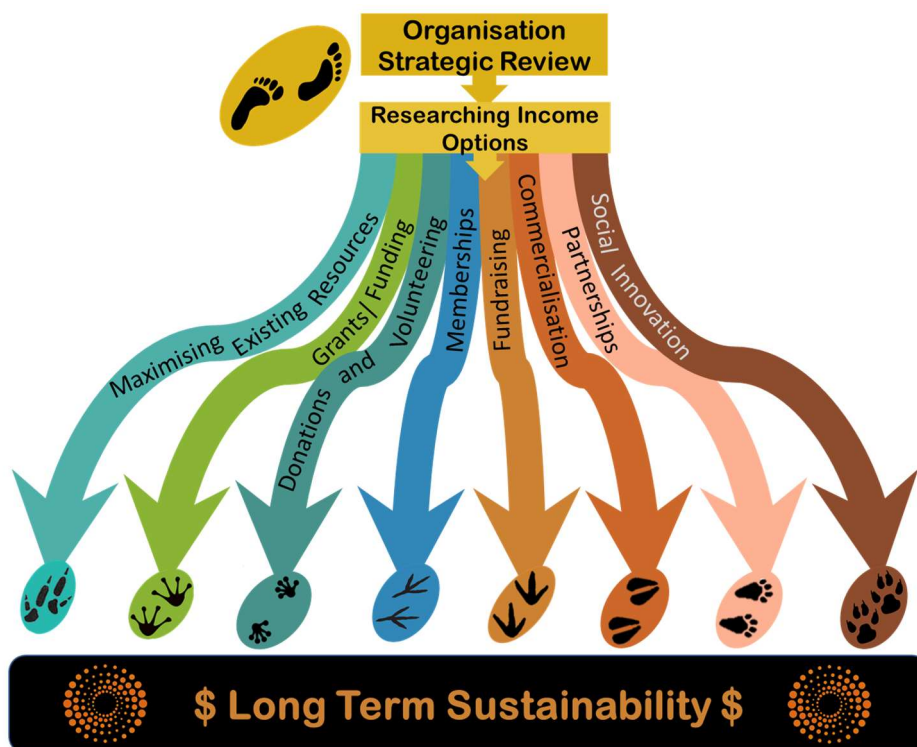 Organisation
Strategic Review
Researching Income
Options
Maximising Existing Resources
Grants/ Funding
Donations and Volunteering
Memberships
Fundraising
Commercialisation
Partnerships
Social Innovation
$ Long Term Sustainability $